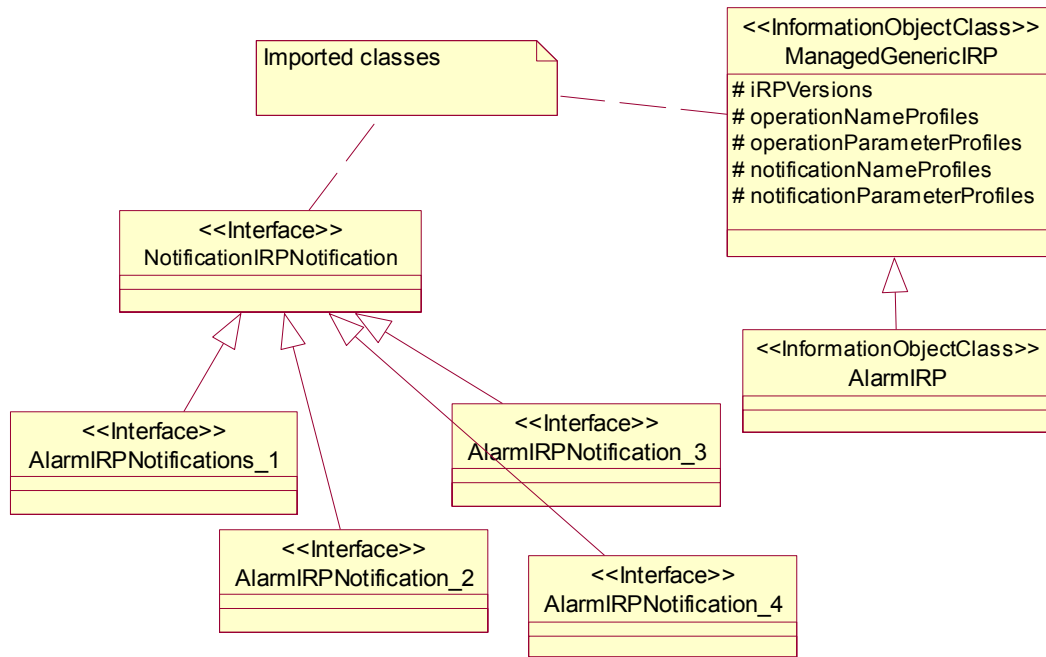 <<InformationObjectClass>>
ManagedGenericIRP
# iRPVersions
# operationNameProfiles
# operationParameterProfiles
# notificationNameProfiles
# notificationParameterProfiles
Imported classes
<<Interface>>
NotificationIRPNotification
<<InformationObjectClass>>
AlarmIRP
<<Interface>>
AlarmIRPNotifications_1
<<Interface>>
AlarmIRPNotification_3
<<Interface>>
AlarmIRPNotification_2
<<Interface>>
AlarmIRPNotification_4